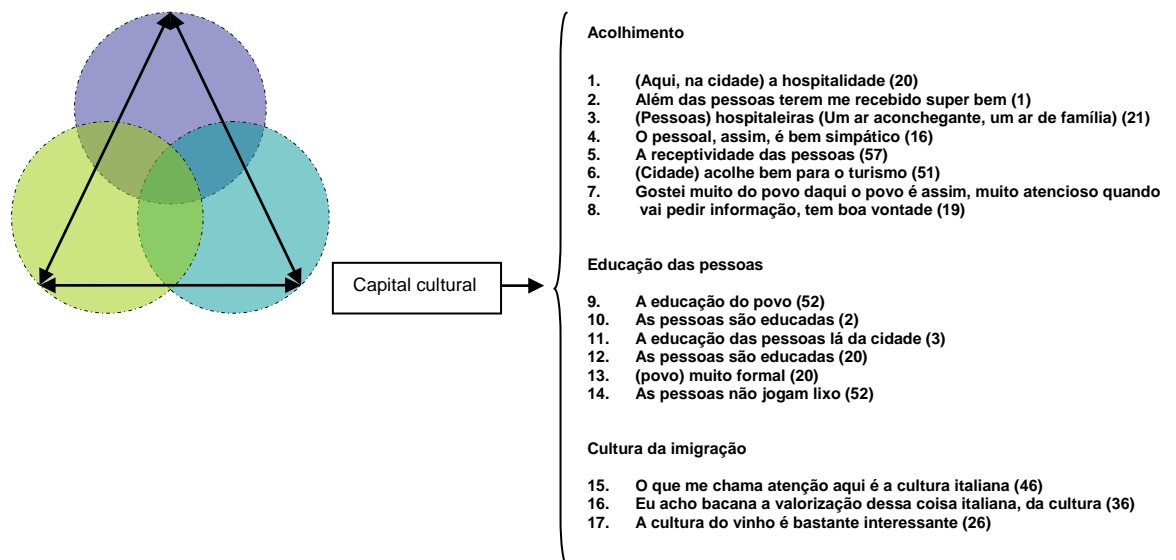 Capital cultural
Acolhimento
1. (Aqui, na cidade) a hospitalidade (20)
2. Além das pessoas terem me recebido super bem (1)
3. (Pessoas) hospitaleiras (Um ar aconchegante, um ar de família) (21)
4. O pessoal, assim, é bem simpático (16)
5. A receptividade das pessoas (57)
6. (Cidade) acolhe bem para o turismo (51)
7. Gostei muito do povo daqui o povo é assim, muito atencioso quando
8. vai pedir informação, tem boa vontade (19)
Educação das pessoas
9. A educação do povo (52)
10. As pessoas são educadas (2)
11. A educação das pessoas lá da cidade (3)
12. As pessoas são educadas (20)
13. (povo) muito formal (20)
14. As pessoas não jogam lixo (52)
Cultura da imigração
15. O que me chama atenção aqui é a cultura italiana (46)
16. Eu acho bacana a valorização dessa coisa italiana, da cultura (36)
17. A cultura do vinho é bastante interessante (26)